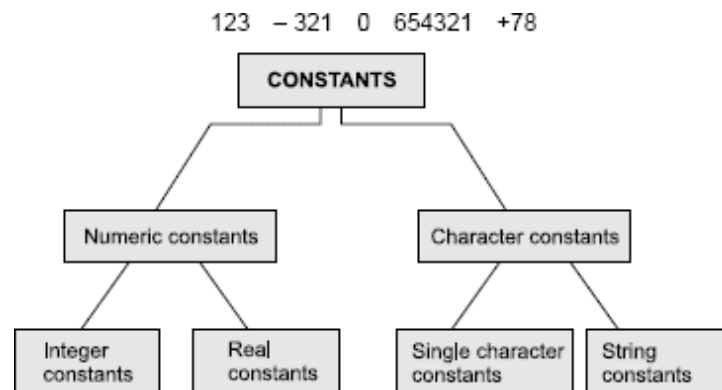 123 – 321 0 654321 +78
CONSTANTS
Numeric constants
Character constants
Integer
constants
Real
constants
Single character
constants
String
constants